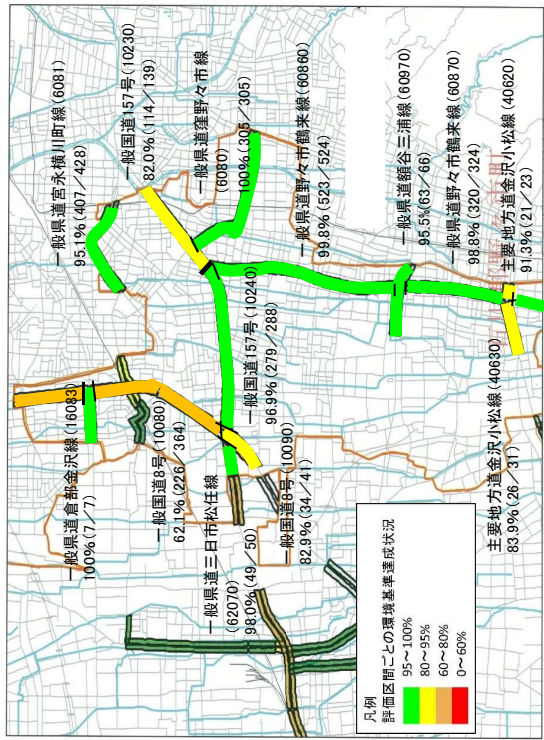 一般県道宮永横川町線(6081)
95.1%(407／428)
一般国道157号(10230)
82.0%(114／139)
一般県道窪野々市線
(6080)
100%(305／305)
一般県道野々市鶴来線(60860)
99.8%(523／524)
一般県道額谷三浦線(60970)
95.5%(63／66)
一般県道野々市鶴来線(60870)
98.8%(320／324)
主要地方道金沢小松線(40620)
91.3%(21／23)
一般県道倉部金沢線(16083)
100%(7／7)
一般国道8号(10080)
62.1%(226／364)
一般国道157号(10240)
96.9%(279／288)
一般県道三日市松任線
(62070)
98.0%(49／50)
一般国道8号(10090)
82.9%(34／41)
主要地方道金沢小松線(40630)
83.9%(26／31)
凡例
評価区間ごとの環境基準達成状況
95～100%
80～95%
60～80%
0～60%